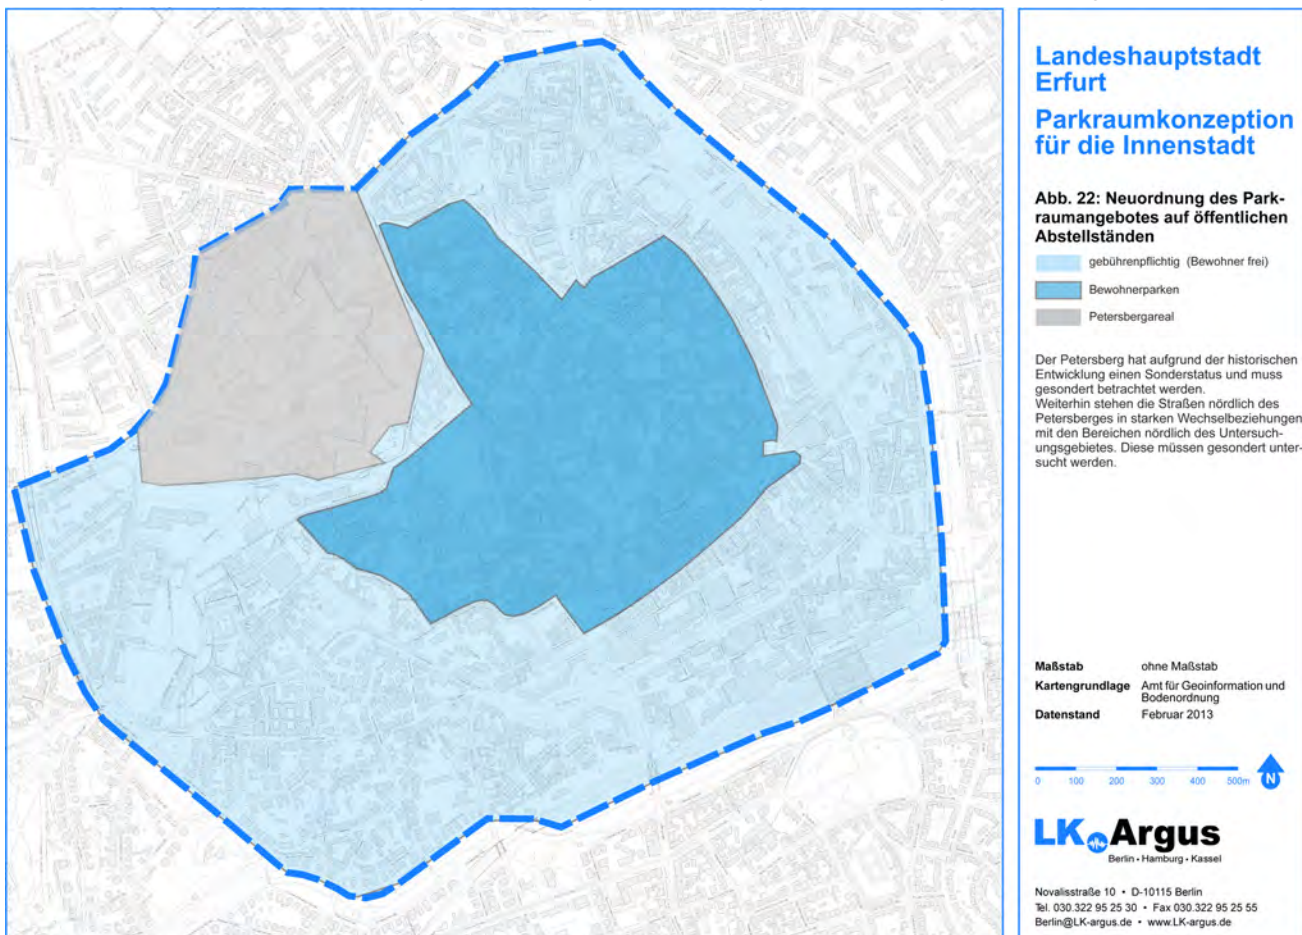 Landeshauptstadt
Erfurt
Parkraumkonzeption
für die Innenstadt
Abb. 22: Neuordnung des Park-
raumangebotes auf öffentlichen
Abstellständen
gebührenpflichtig (Bewohner frei)
Bewohnerparken
Petersbergareal
Der Petersberg hat aufgrund der historischen
Entwicklung einen Sonderstatus und muss
gesondert betrachtet werden.
Weiterhin stehen die Straßen nördlich des
Petersberges in starken Wechselbeziehungen
mit den Bereichen nördlich des Untersuch-
ungsgebietes. Diese müssen gesondert unter-
sucht werden.
Maßstab ohne Maßstab
Kartengrundlage Amt für Geoinformation und
Bodenordnung
Datenstand Februar 2013
0 100 200 300 400 500m N
LK Argus
Berlin • Hamburg • Kassel
Novalisstraße 10 • D-10115 Berlin
Tel. 030.322 95 25 30 • Fax 030.322 95 25 55
Berlin@LK-argus.de • www.LK-argus.de